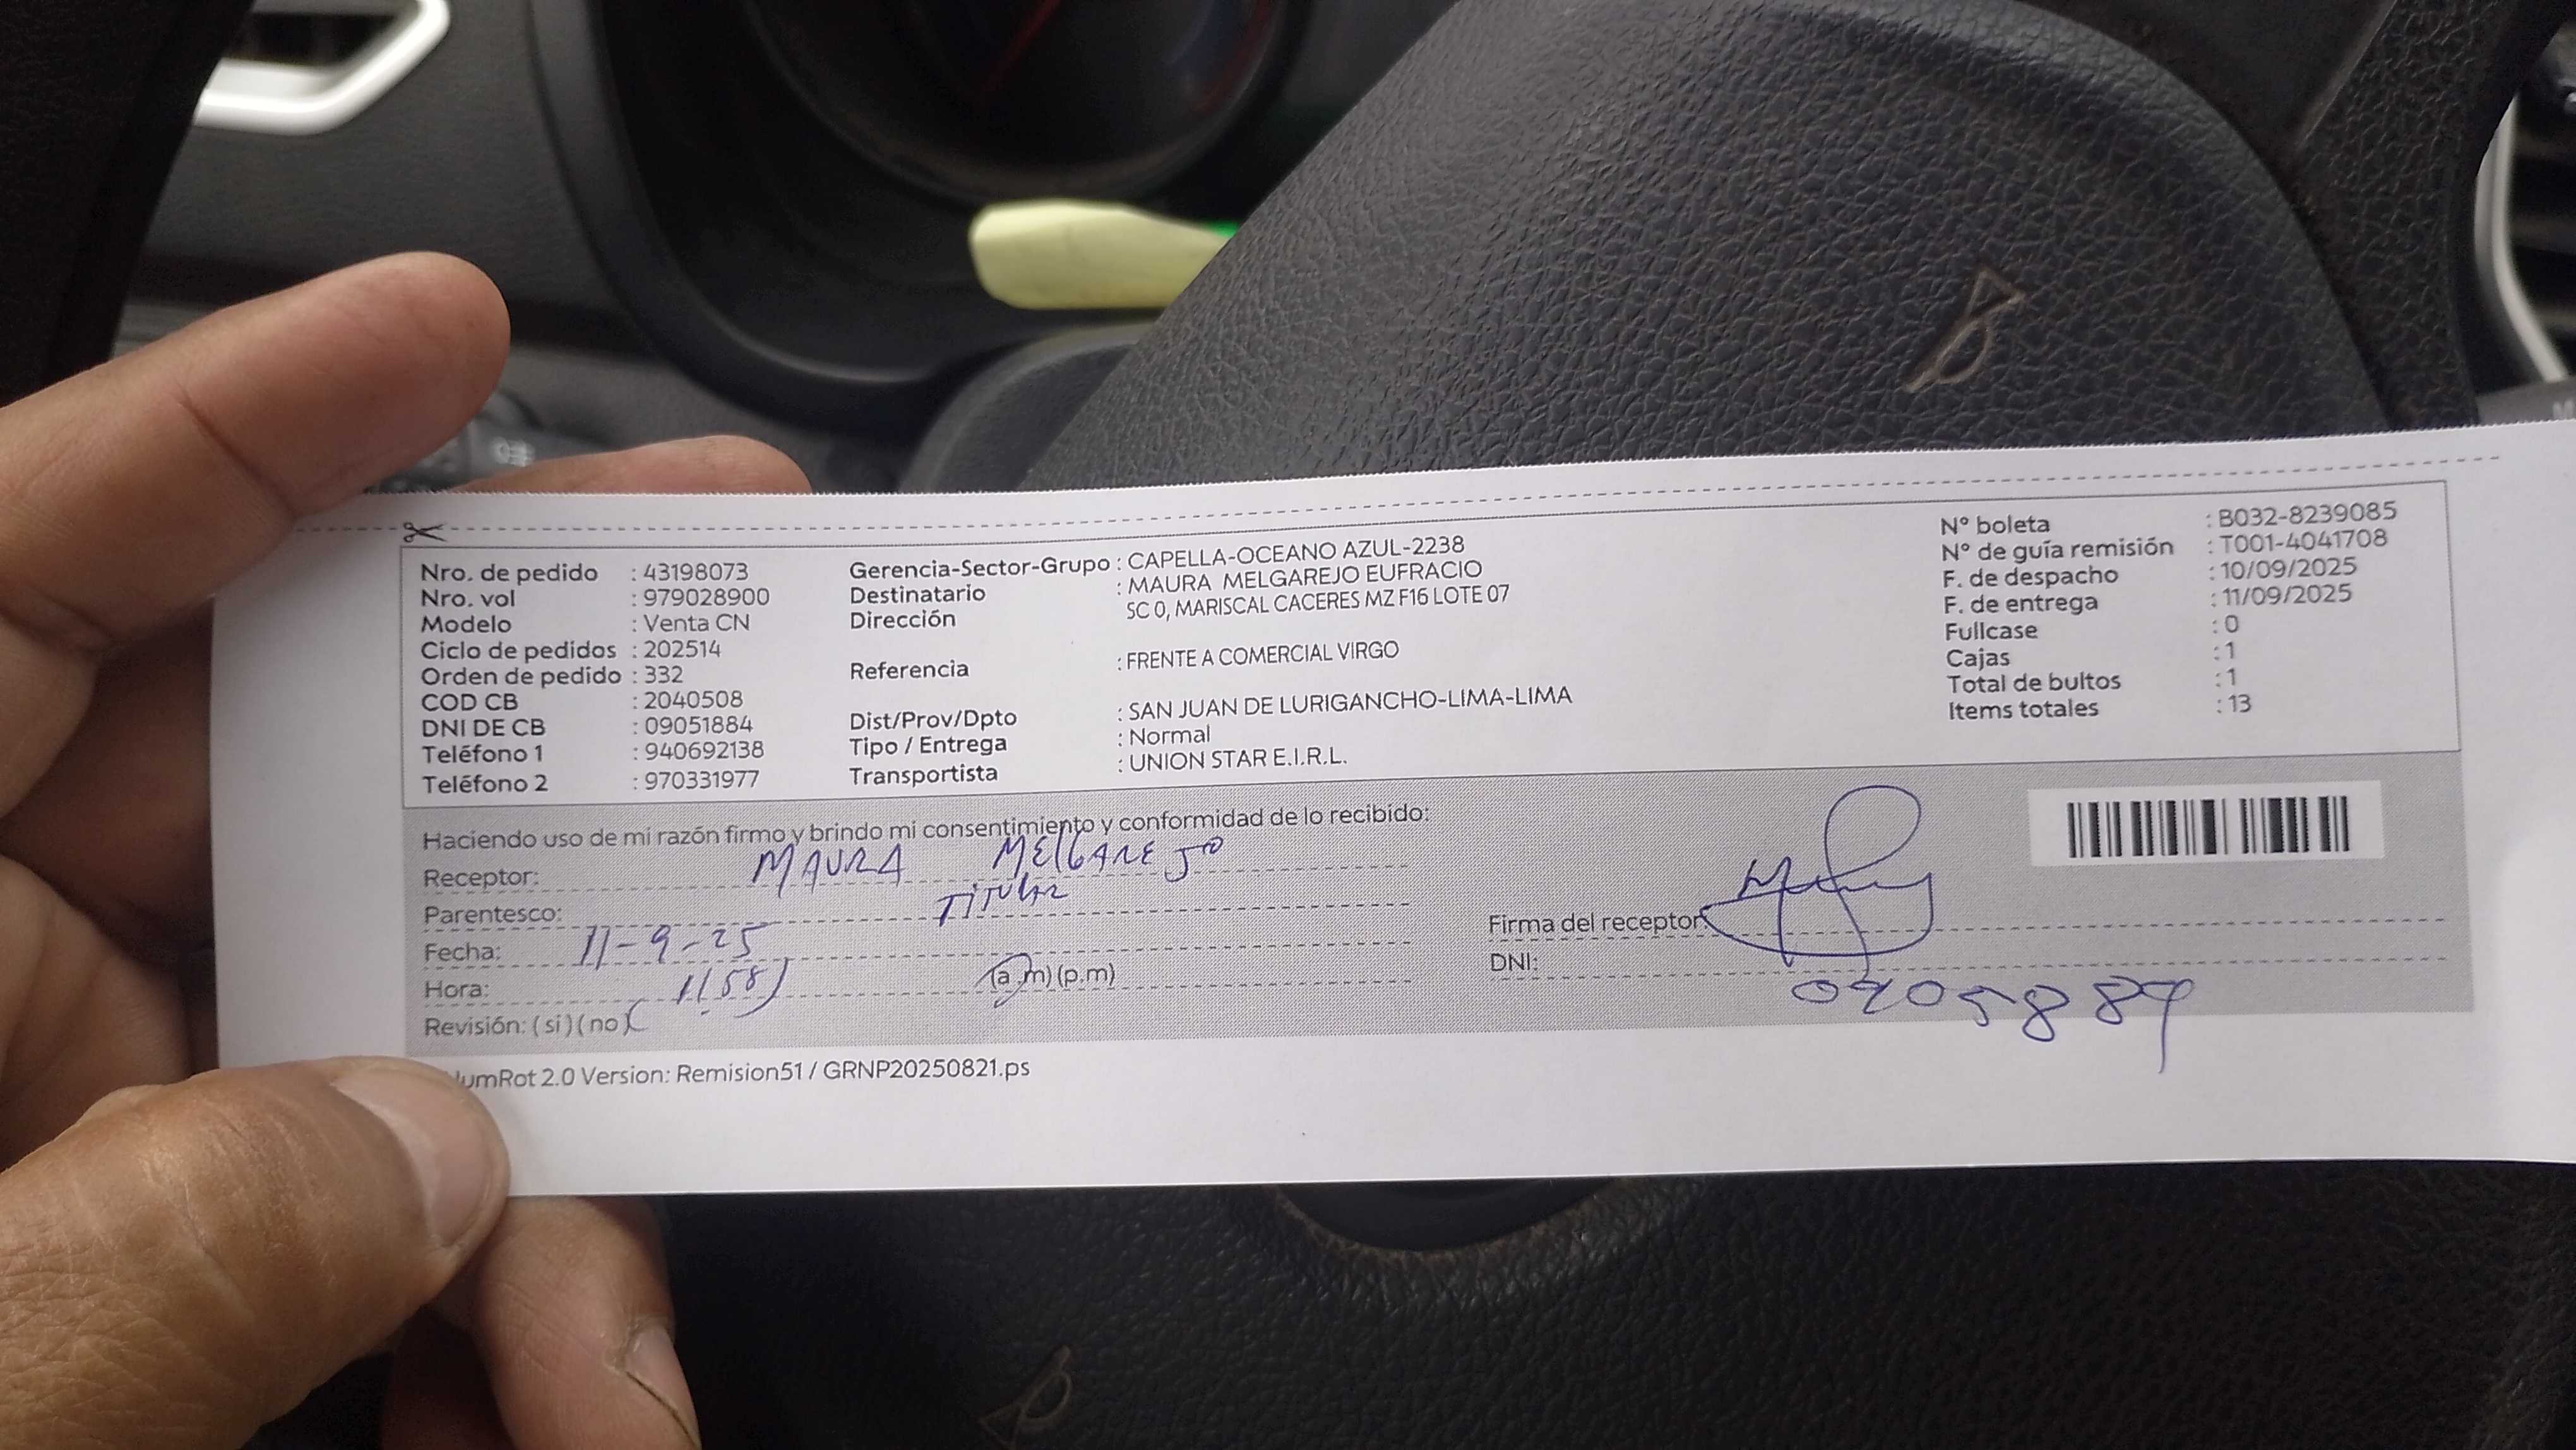 Nro. de pedido : 43198073
Nro. vol : 979028900
Modelo : Venta CN
Ciclo de pedidos : 202514
Orden de pedido : 332
COD CB : 2040508
DNI DE CB : 09051884
Teléfono 1 : 940692138
Teléfono 2 : 970331977
Gerencia-Sector-Grupo : CAPELLA-OCEANO AZUL-2238
Destinatario : MAURA MELGAREJO EUFRACIO
Dirección SC 0, MARISCAL CACERES MZ F16 LOTE 07
Referencia : FRENTE A COMERCIAL VIRGO
Dist/Prov/Dpto : SAN JUAN DE LURIGANCHO-LIMA-LIMA
Tipo / Entrega : Normal
Transportista : UNION STAR E.I.R.L.
N° boleta : B032-8239085
N° de guía remisión : T001-4041708
F. de despacho : 10/09/2025
F. de entrega : 11/09/2025
Fullcase : 0
Cajas : 1
Total de bultos : 1
Items totales : 13
Haciendo uso de mi razón firmo y brindo mi consentimiento y conformidad de lo recibido:
Receptor: MAURA MELGAREJO
Parentesco: TITULAR
Fecha: 11-9-25
Hora: (a.m) (p.m)
Revisión: (si) (no)
Firma del receptor:
DNI:
umRot 2.0 Version: Remision51 / GRNP20250821.ps